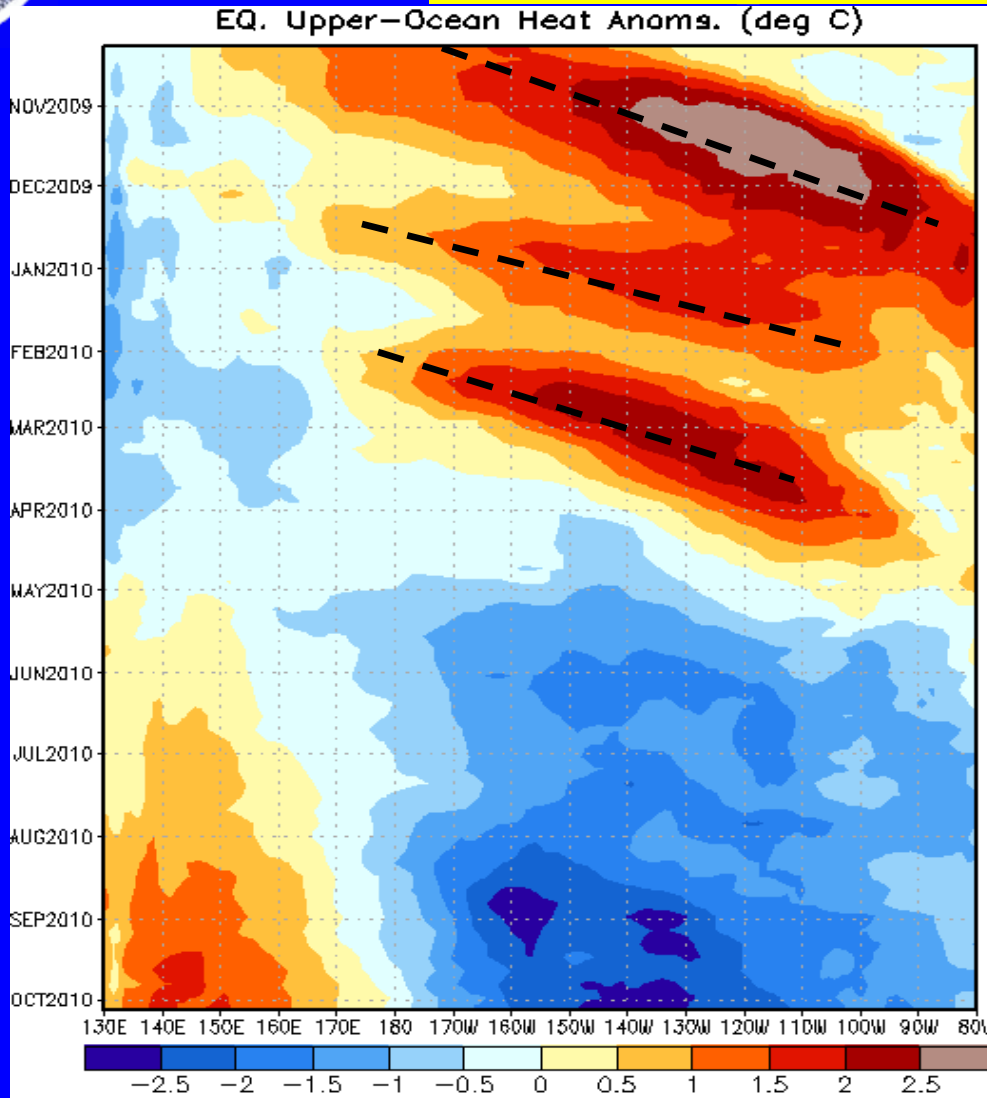 EQ. Upper-Ocean Heat Anoms. (deg C)
NOV2009
DEC2009
JAN2010
FEB2010
MAR2010
APR2010
MAY2010
JUN2010
JUL2010
AUG2010
SEP2010
OCT2010
130E 140E 150E 160E 170E 180 170W 160W 150W 140W 130W 120W 110W 100W 90W 80W
-2.5 -2 -1.5 -1 -0.5 0 0.5 1 1.5 2 2.5